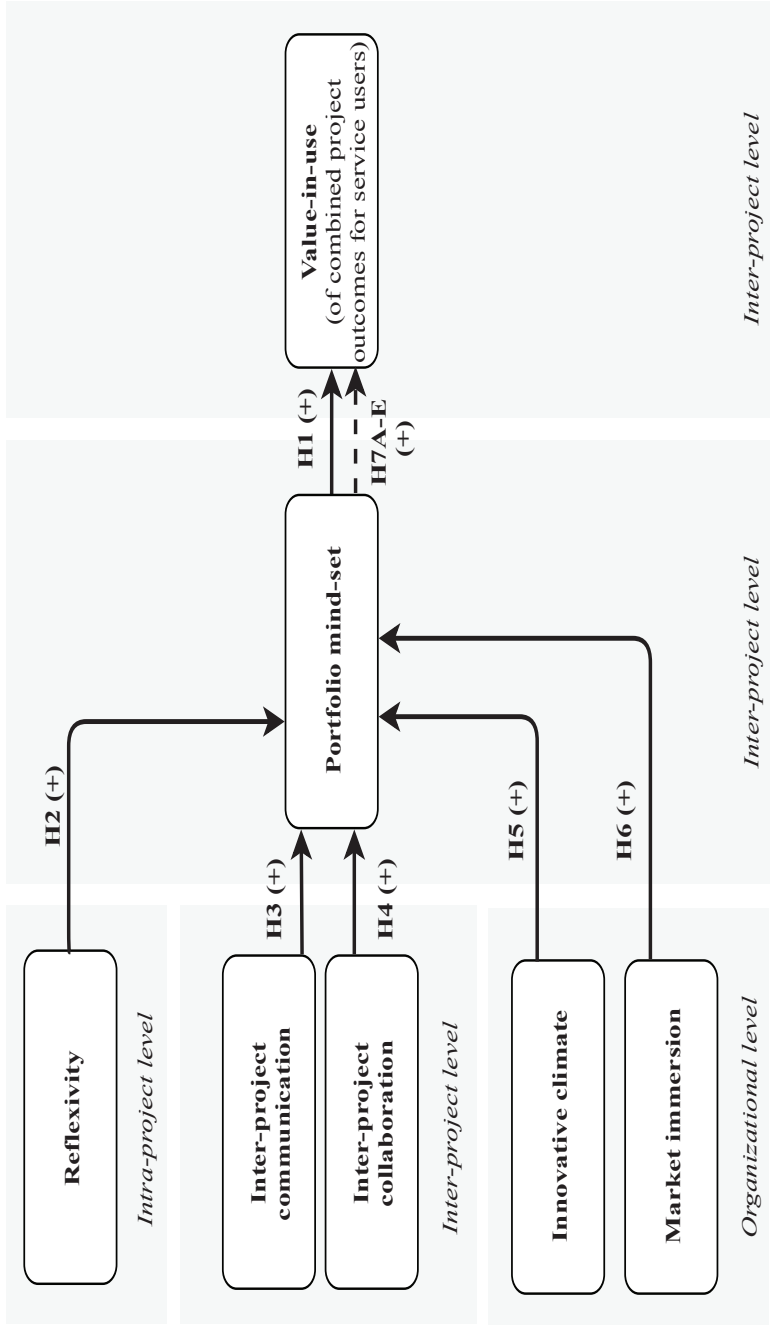 Reflexivity
Intra-project level
Inter-project
communication
Inter-project
collaboration
Inter-project level
Innovative climate
Market immersion
Organizational level
H2 (+)
H3 (+)
H4 (+)
H5 (+)
H6 (+)
Portfolio mind-set
Inter-project level
H1 (+)
H7A-E
(+)
Value-in-use
(of combined project
outcomes for service users)
Inter-project level